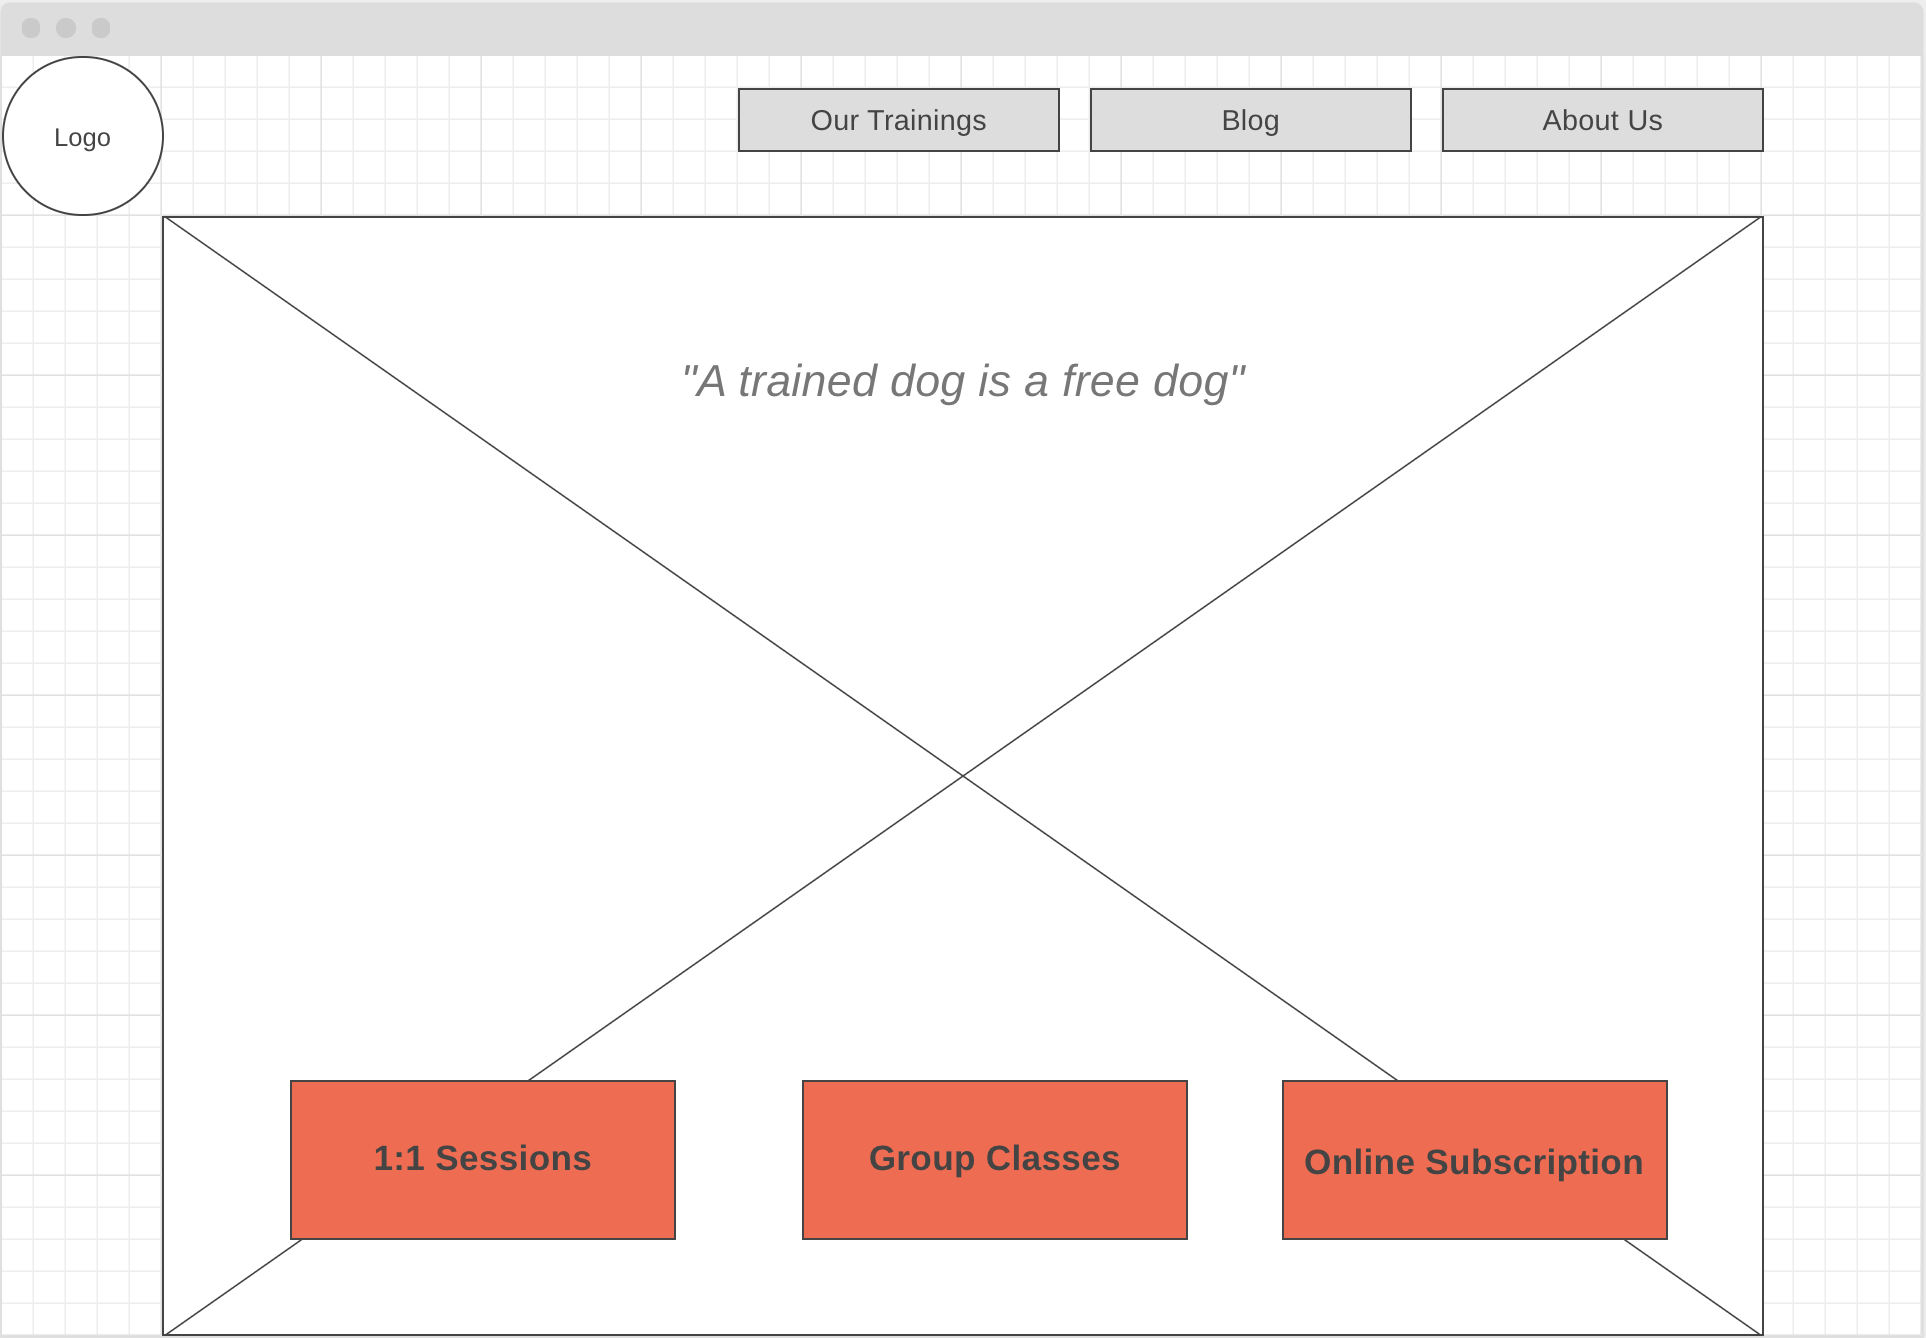 Logo
Our Trainings
Blog
About Us
"A trained dog is a free dog"
1:1 Sessions
Group Classes
Online Subscription